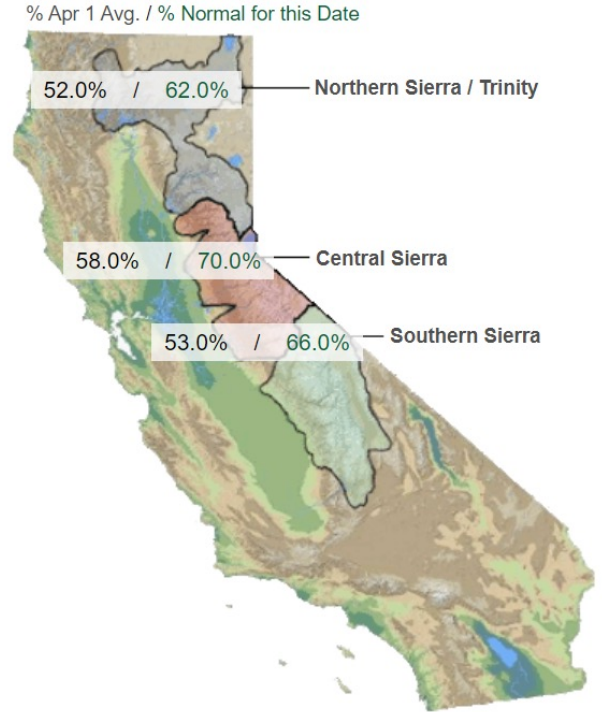 % Apr 1 Avg. / % Normal for this Date
52.0% / 62.0% Northern Sierra / Trinity
58.0% / 70.0% Central Sierra
53.0% / 66.0% Southern Sierra